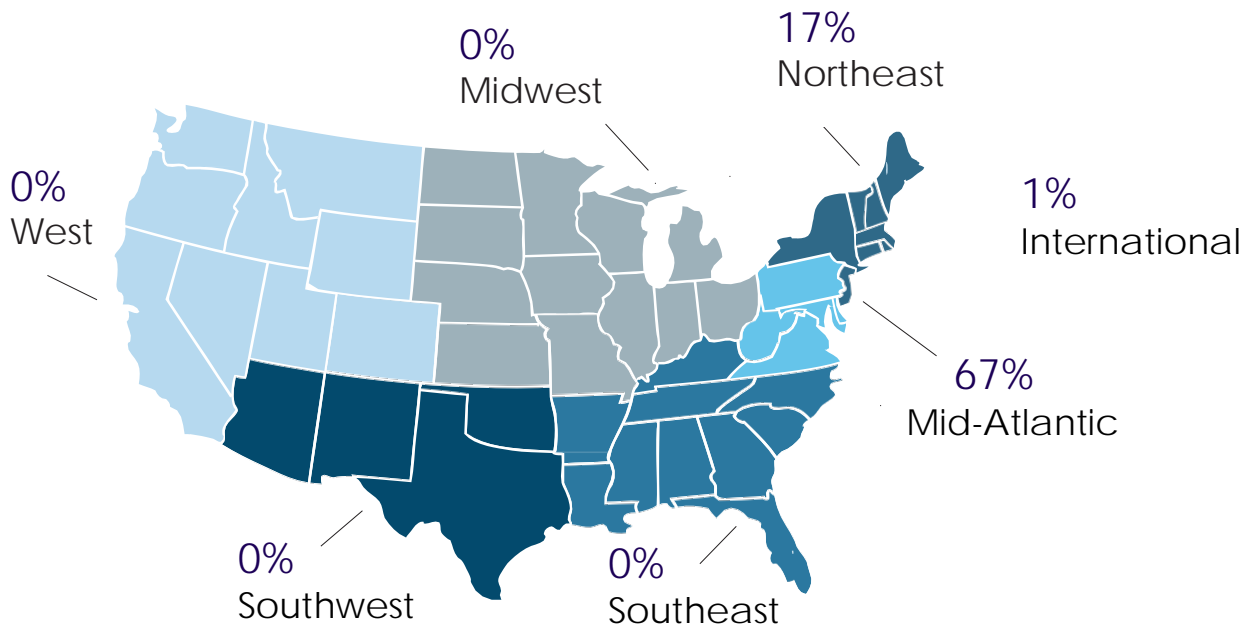 0%
Midwest
17%
Northeast
0%
West
1%
International
67%
Mid-Atlantic
0%
Southwest
0%
Southeast